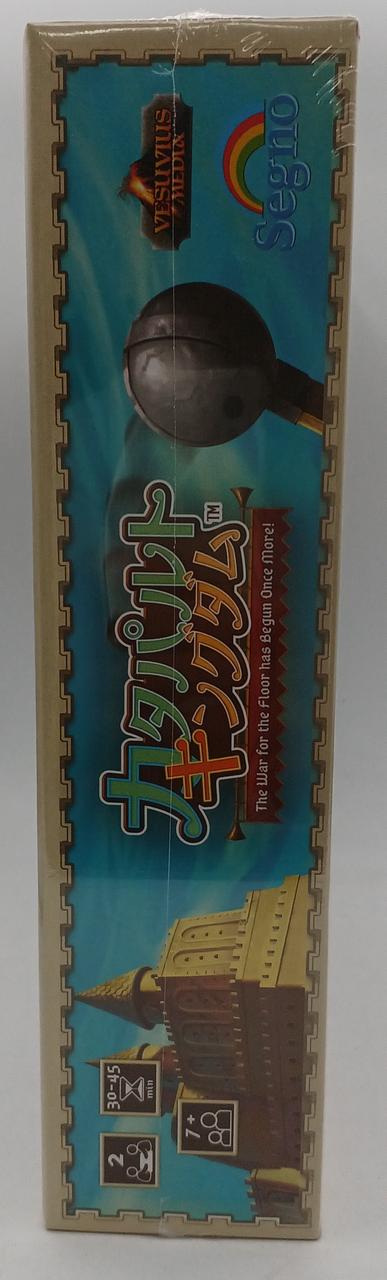 2
30-45
min
7+
カタパルト
キングダム
TM
The War for the Floor has Begun Once More!
VESUVIUS
MEDIA
Segno